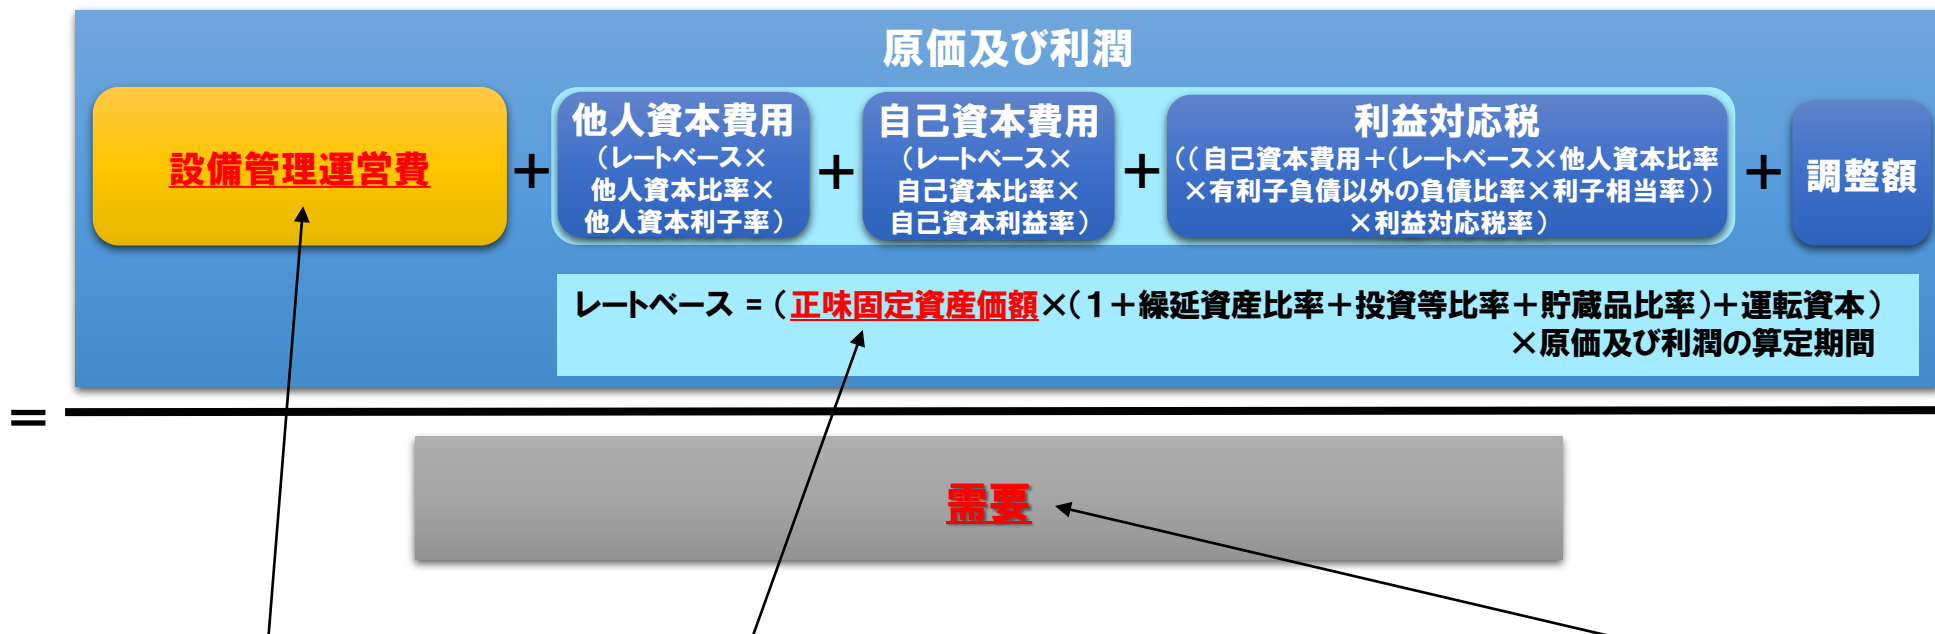 原価及び利潤
設備管理運営費
＋
他人資本費用
（レートベース×
他人資本比率×
他人資本利子率）
＋
自己資本費用
（レートベース×
自己資本比率×
自己資本利益率）
＋
利益対応税
（（自己資本費用＋（レートベース×他人資本比率
×有利子負債以外の負債比率×利子相当率））
×利益対応税率）
＋
調整額
レートベース ＝（正味固定資産価額×（１＋繰延資産比率＋投資等比率＋貯蔵品比率）＋運転資本）
×原価及び利潤の算定期間
＝
需要